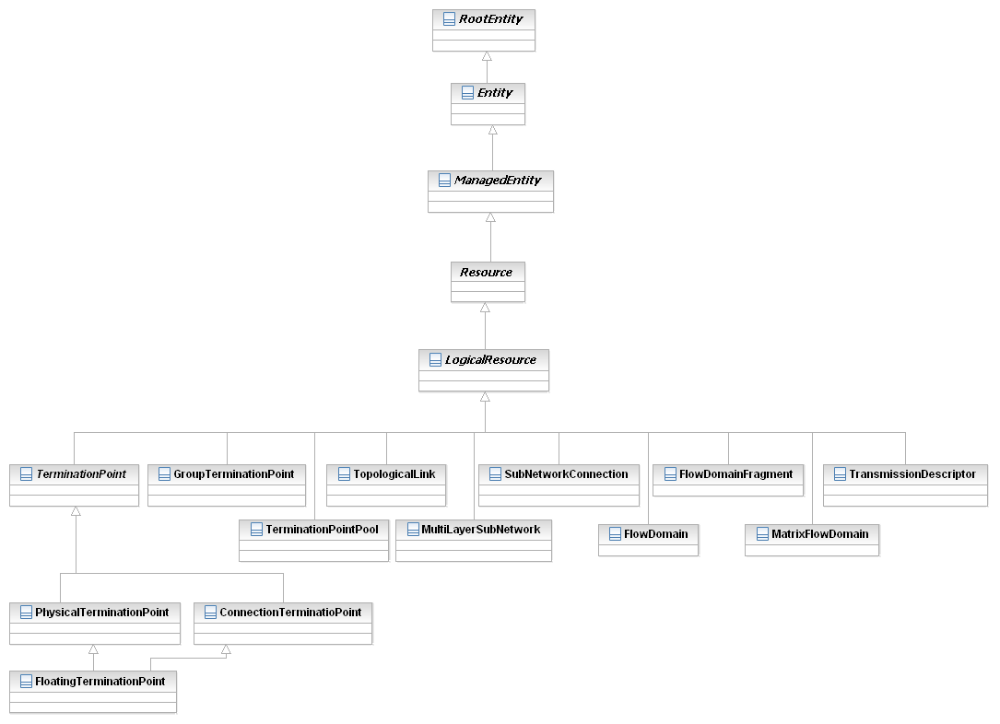 RootEntity
Entity
ManagedEntity
Resource
LogicalResource
TerminationPoint
GroupTerminationPoint
TopologicalLink
SubNetworkConnection
FlowDomainFragment
TransmissionDescriptor
TerminationPointPool
MultiLayerSubNetwork
FlowDomain
MatrixFlowDomain
PhysicalTerminationPoint
ConnectionTerminatioPoint
FloatingTerminationPoint